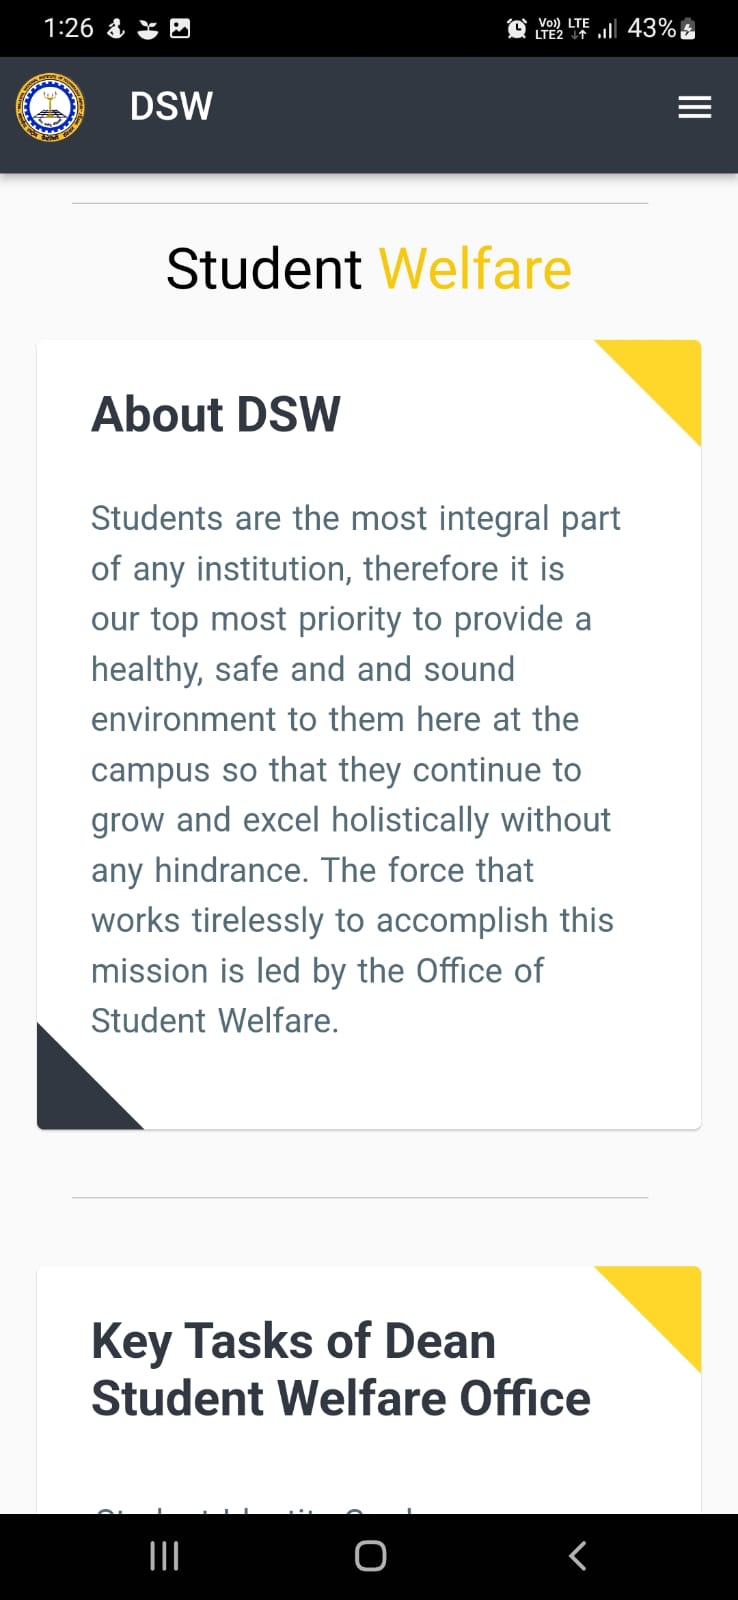 1:26
Vo)) LTE
LTE2
43%
DSW
Student Welfare
About DSW
Students are the most integral part
of any institution, therefore it is
our top most priority to provide a
healthy, safe and and sound
environment to them here at the
campus so that they continue to
grow and excel holistically without
any hindrance. The force that
works tirelessly to accomplish this
mission is led by the Office of
Student Welfare.
Key Tasks of Dean
Student Welfare Office